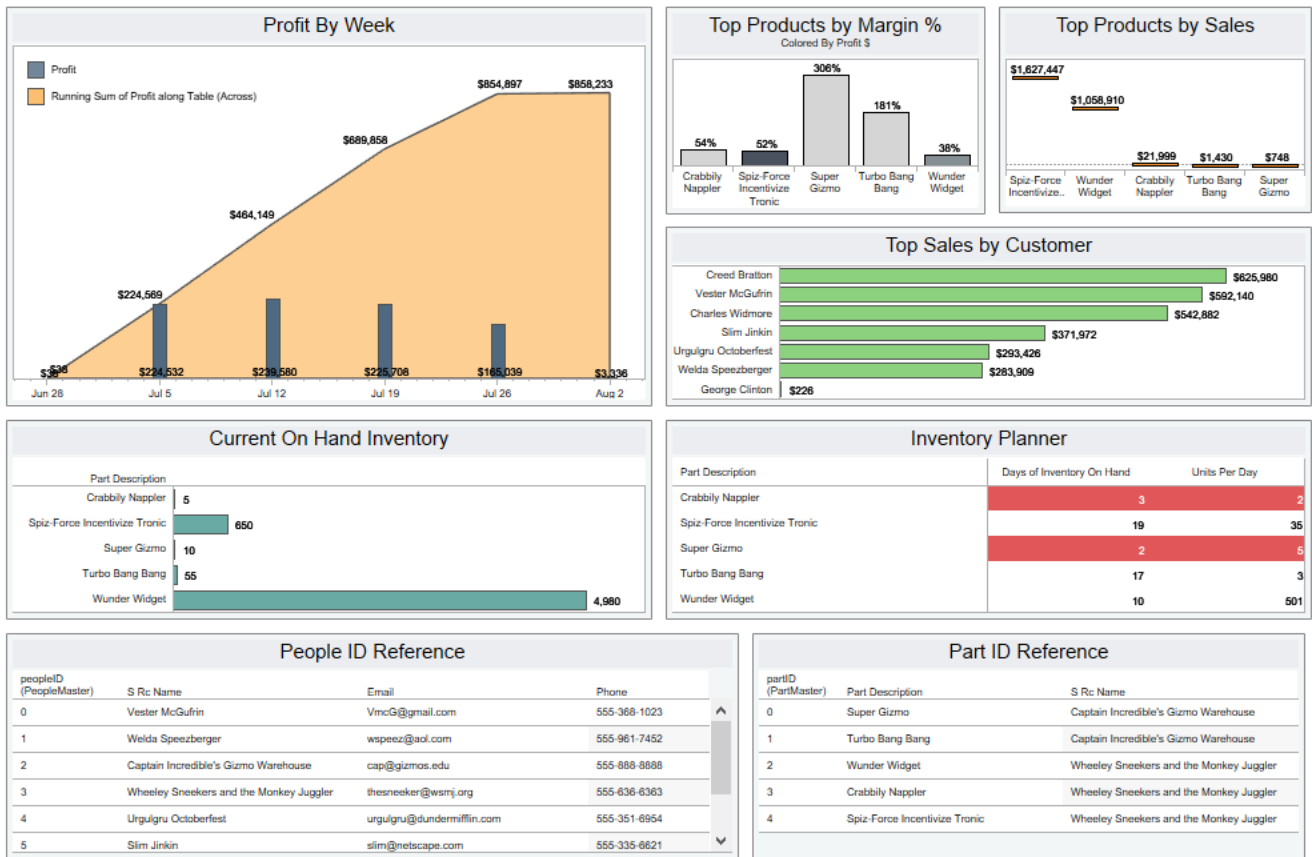 Profit By Week
Profit
Running Sum of Profit along Table (Across)
$854,897
$858,233
$689,858
$464,149
$224,569
$38
$38
$224,532
$239,580
$225,708
$165,039
$3,336
Jun 28
Jul 5
Jul 12
Jul 19
Jul 26
Aug 2
Top Products by Margin %
Colored By Profit $
54%
52%
306%
181%
38%
Crabbily Nappler
Spiz-Force Incentivize Tronic
Super Gizmo
Turbo Bang Bang
Wunder Widget
Top Products by Sales
$1,627,447
$1,058,910
$21,999
$1,430
$748
Spiz-Force Incentivize..
Wunder Widget
Crabbily Nappler
Turbo Bang Bang
Super Gizmo
Top Sales by Customer
Creed Bratton $625,980
Vester McGufrin $592,140
Charles Widmore $542,882
Slim Jinkin $371,972
Urgulgru Octoberfest $293,426
Welda Speezberger $283,909
George Clinton $226
Current On Hand Inventory
Part Description
Crabbily Nappler 5
Spiz-Force Incentivize Tronic 650
Super Gizmo 10
Turbo Bang Bang 55
Wunder Widget 4,980
Inventory Planner
Part Description Days of Inventory On Hand Units Per Day
Crabbily Nappler 3 2
Spiz-Force Incentivize Tronic 19 35
Super Gizmo 2 5
Turbo Bang Bang 17 3
Wunder Widget 10 501
People ID Reference
peopleID
(PeopleMaster) S Rc Name Email Phone
0 Vester McGufrin VmcG@gmail.com 555-368-1023
1 Welda Speezberger wspeez@aol.com 555-961-7452
2 Captain Incredible's Gizmo Warehouse cap@gizmos.edu 555-888-8888
3 Wheeley Sneekers and the Monkey Juggler thesneeker@wsmj.org 555-636-6363
4 Urgulgru Octoberfest urgulgru@dundermifflin.com 555-351-6954
5 Slim Jinkin slim@netscape.com 555-335-6621
Part ID Reference
partID
(PartMaster) Part Description S Rc Name
0 Super Gizmo Captain Incredible's Gizmo Warehouse
1 Turbo Bang Bang Captain Incredible's Gizmo Warehouse
2 Wunder Widget Wheeley Sneekers and the Monkey Juggler
3 Crabbily Nappler Wheeley Sneekers and the Monkey Juggler
4 Spiz-Force Incentivize Tronic Wheeley Sneekers and the Monkey Juggler